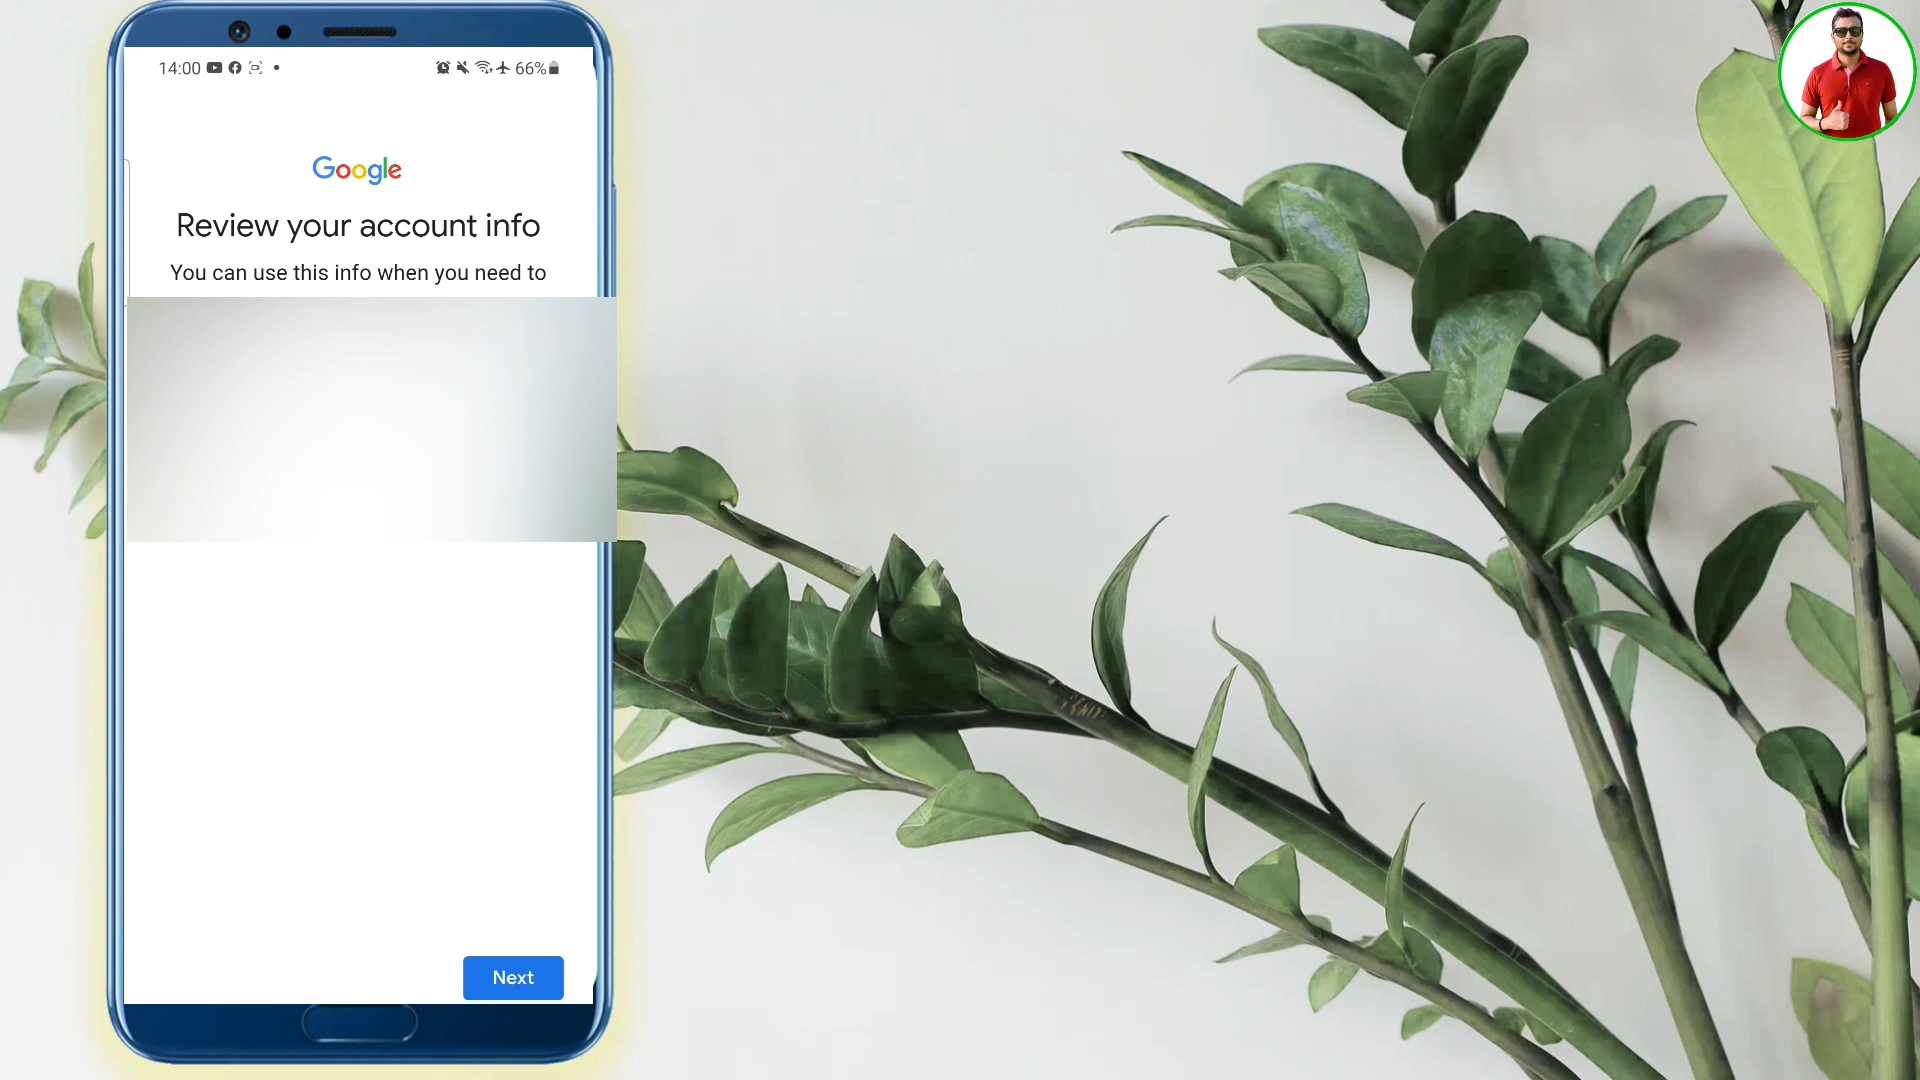 14:00 66%
Google
Review your account info
You can use this info when you need to
Next